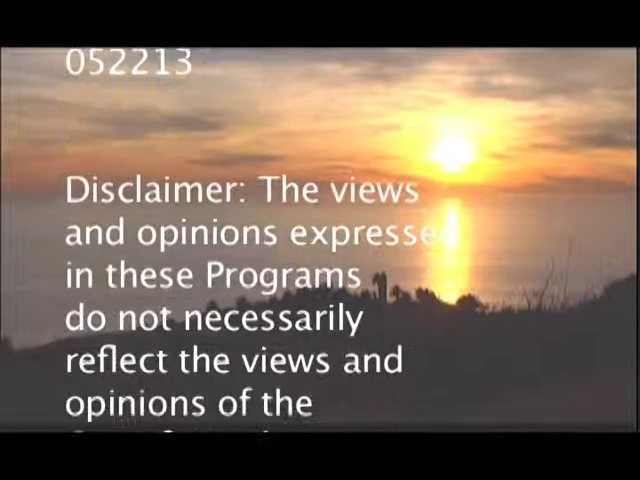 052213
Disclaimer: The views
and opinions expressed
in these Programs
do not necessarily
reflect the views and
opinions of the